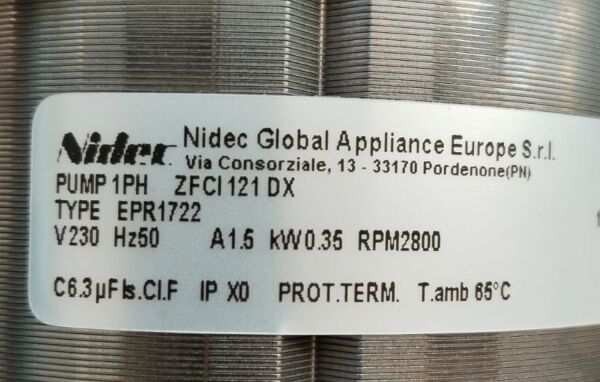 Nidec Nidec Global Appliance Europe S.r.l.
Via Consorziale, 13 - 33170 Pordenone(PN)
PUMP 1PH ZFCI 121 DX
TYPE EPR1722
V230 Hz50 A1.5 kW0.35 RPM2800
C6.3µF Is.Cl.F IP X0 PROT.TERM. T.amb 65°C